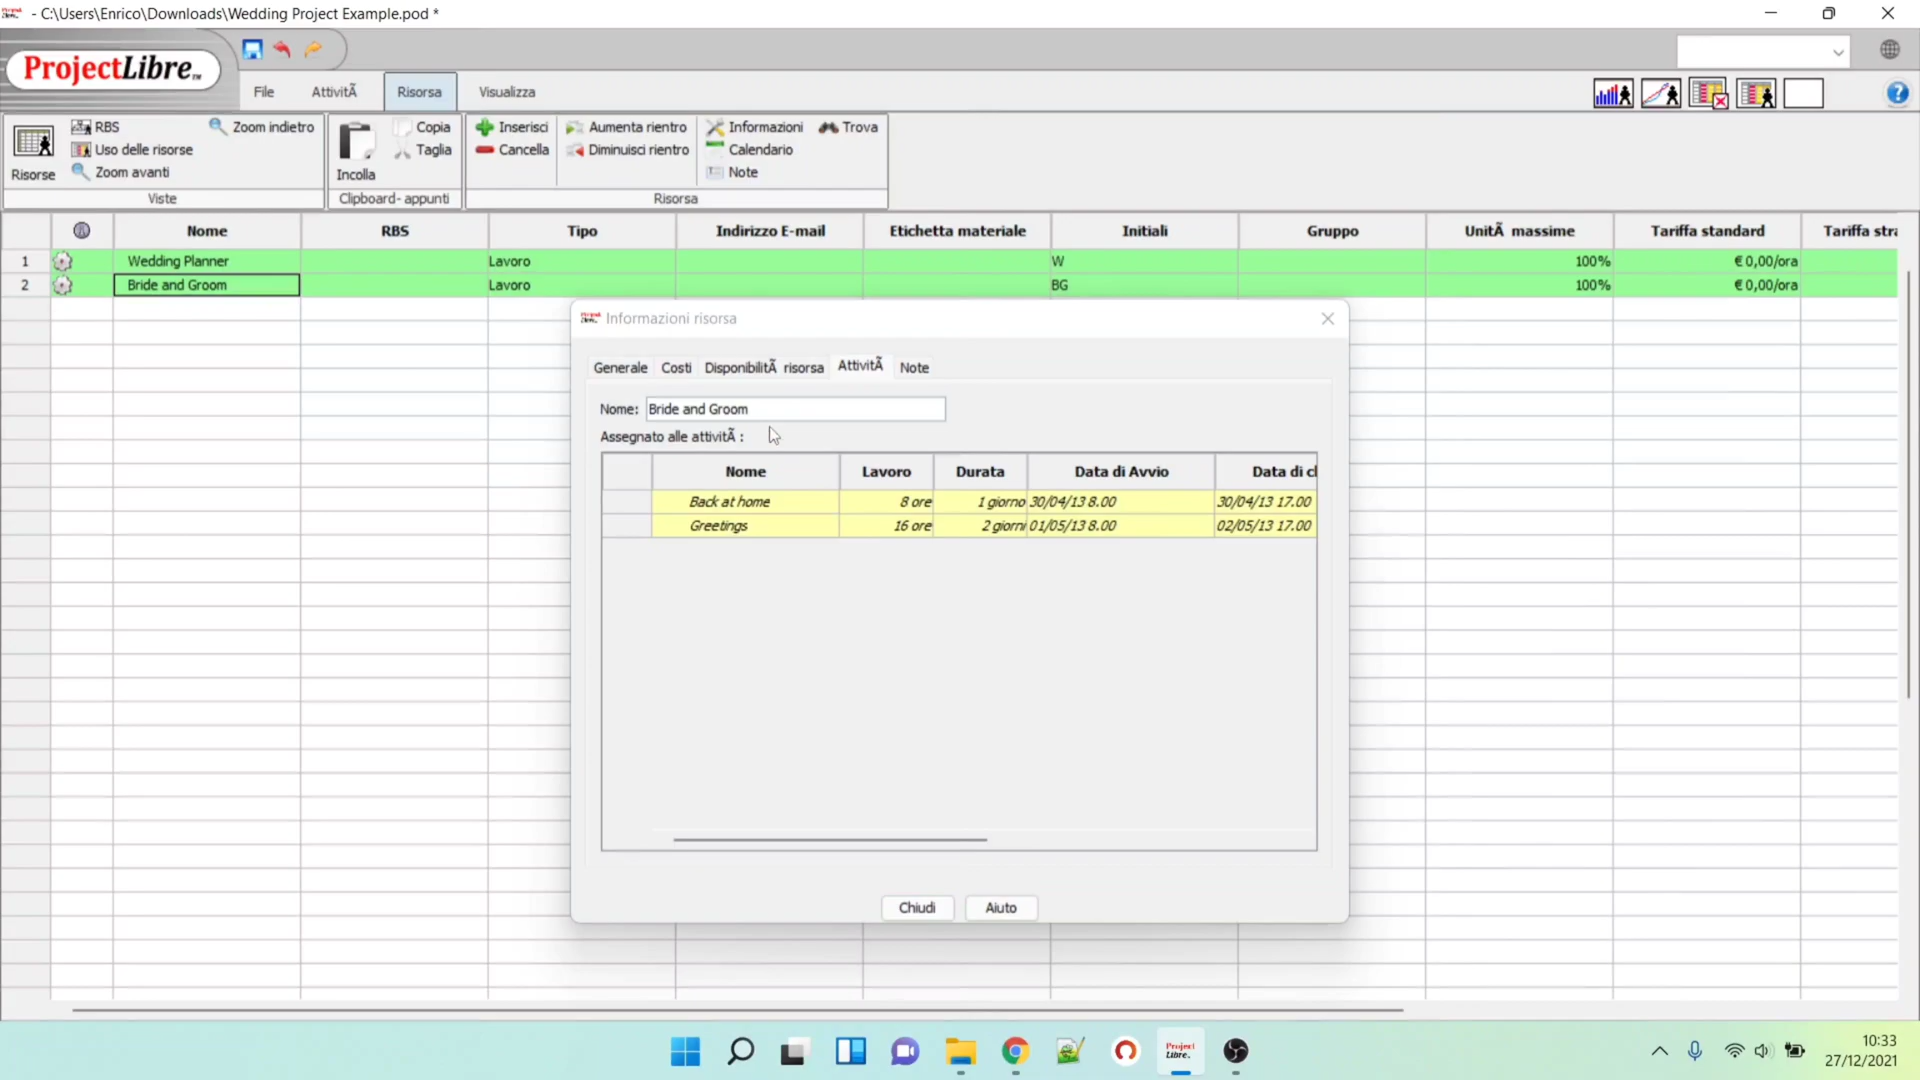 - C:\Users\Enrico\Downloads\Wedding Project Example.pod *
ProjectLibre
File AttivitÃ Risorsa Visualizza
Risorse
RBS
Uso delle risorse
Zoom avanti
Zoom indietro
Viste
Incolla
Copia
Taglia
Clipboard- appunti
Inserisci
Cancella
Aumenta rientro
Diminuisci rientro
Informazioni
Calendario
Note
Trova
Risorsa
Nome RBS Tipo Indirizzo E-mail Etichetta materiale Initiali Gruppo UnitÃ massime Tariffa standard Tariffa stra
1 Wedding Planner Lavoro W 100% € 0,00/ora
2 Bride and Groom Lavoro BG 100% € 0,00/ora
Informazioni risorsa
Generale Costi DisponibilitÃ risorsa AttivitÃ Note
Nome: Bride and Groom
Assegnato alle attivitÃ :
Nome Lavoro Durata Data di Avvio Data di cl
Back at home 8 ore 1 giorno 30/04/13 8.00 30/04/13 17.00
Greetings 16 ore 2 giorni 01/05/13 8.00 02/05/13 17.00
Chiudi Aiuto
Project
Libre.
10:33
27/12/2021